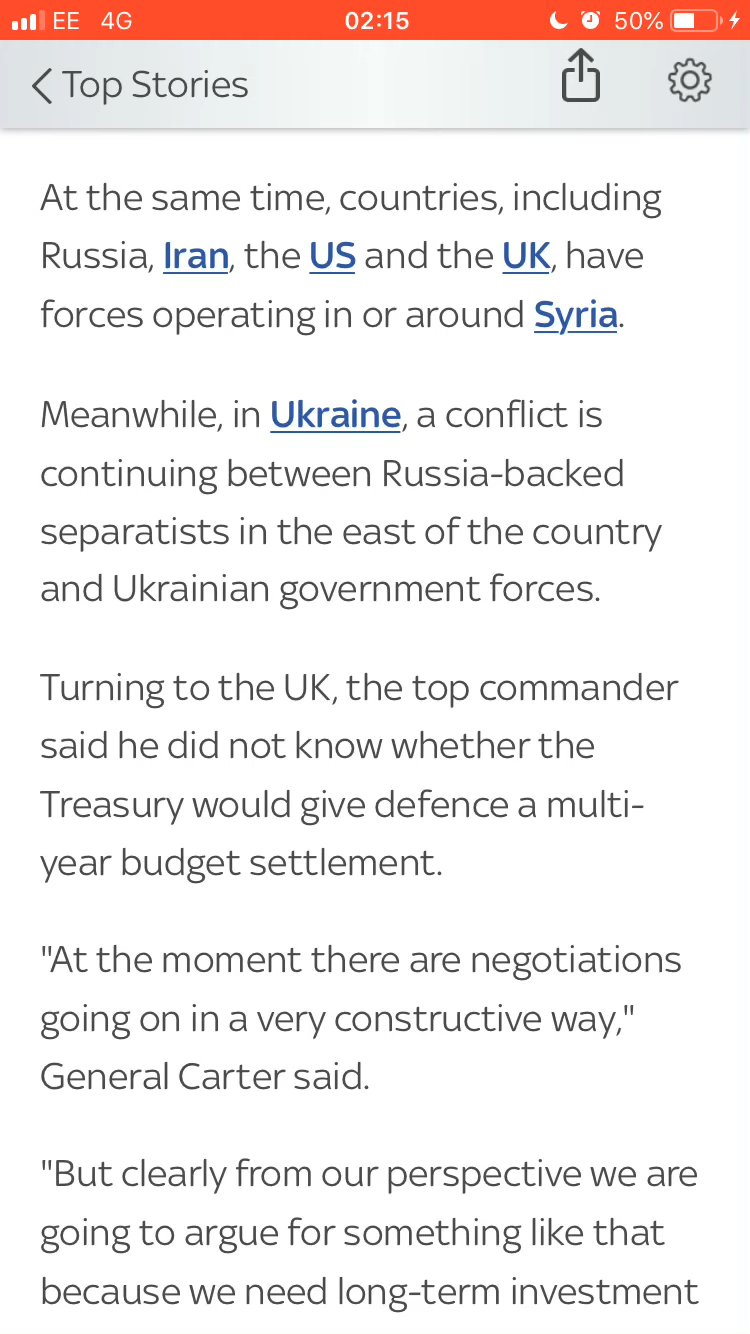 EE 4G 02:15 50%
Top Stories
At the same time, countries, including
Russia, Iran, the US and the UK, have
forces operating in or around Syria.
Meanwhile, in Ukraine, a conflict is
continuing between Russia-backed
separatists in the east of the country
and Ukrainian government forces.
Turning to the UK, the top commander
said he did not know whether the
Treasury would give defence a multi-
year budget settlement.
"At the moment there are negotiations
going on in a very constructive way,"
General Carter said.
"But clearly from our perspective we are
going to argue for something like that
because we need long-term investment